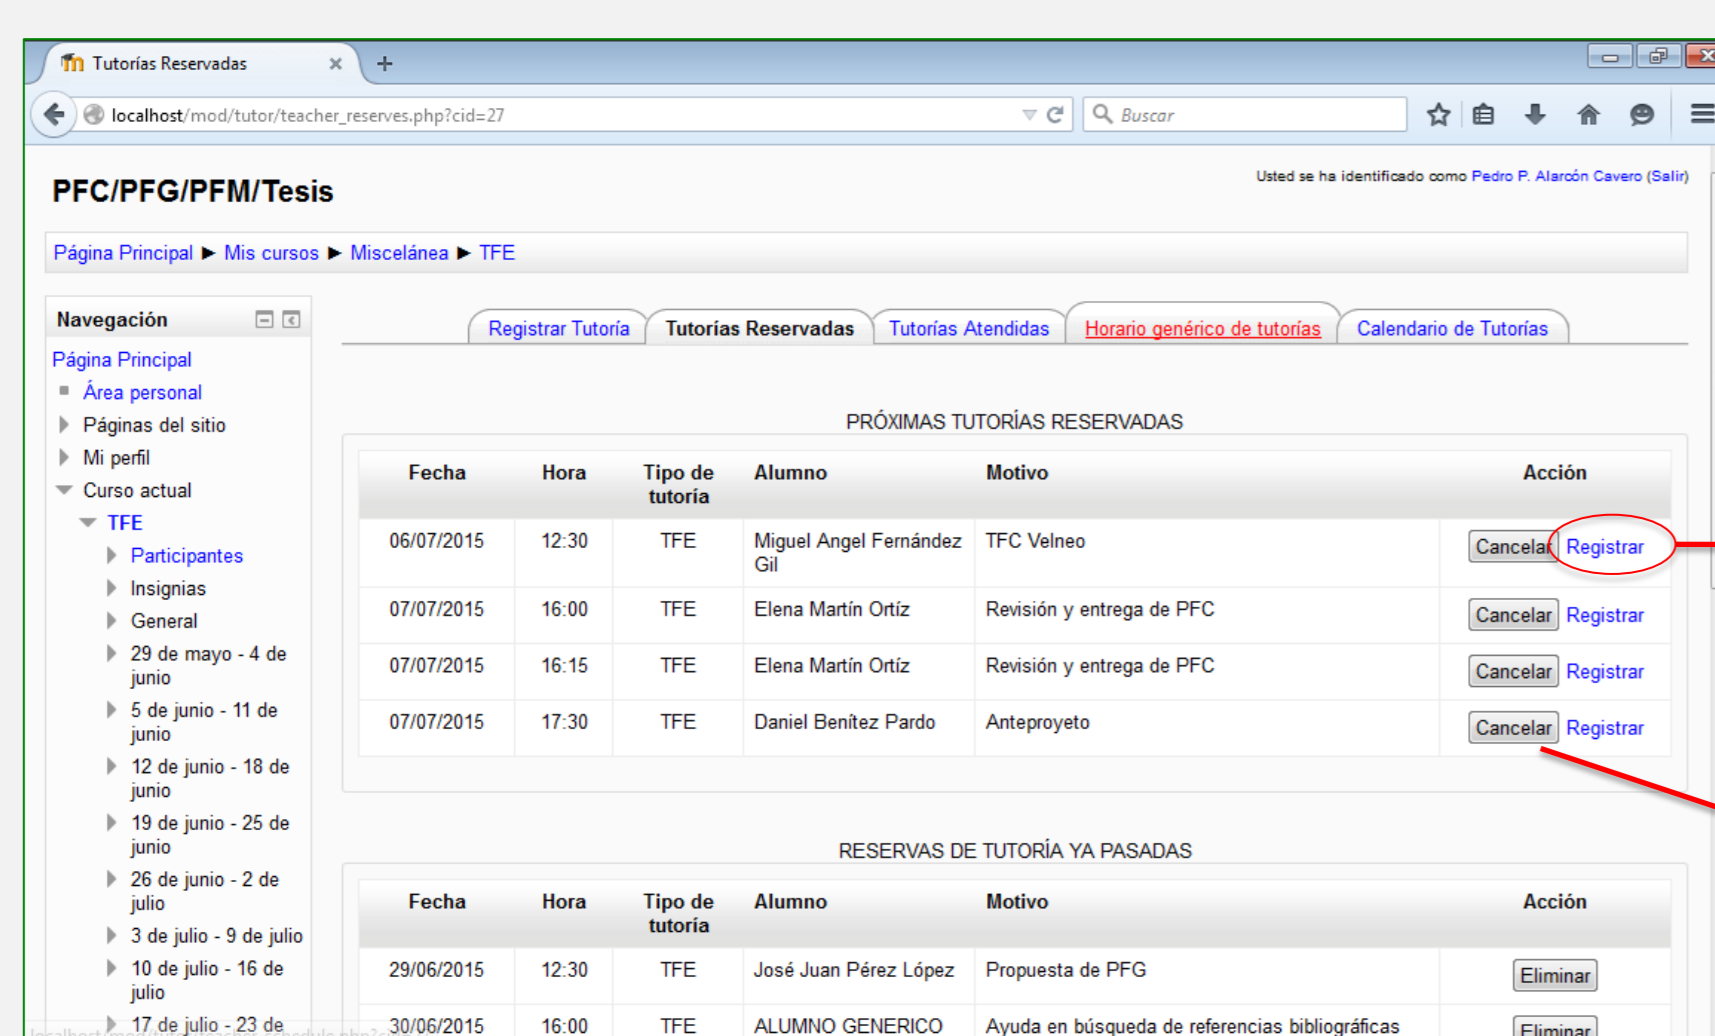 Tutorías Reservadas
localhost/mod/tutor/teacher_reserves.php?cid=27
Buscar
PFC/PFG/PFM/Tesis
Usted se ha identificado como Pedro P. Alarcón Cavero (Salir)
Página Principal ► Mis cursos ► Miscelánea ► TFE
Navegación
Página Principal
Área personal
Páginas del sitio
Mi perfil
Curso actual
TFE
Participantes
Insignias
General
29 de mayo - 4 de
junio
5 de junio - 11 de
junio
12 de junio - 18 de
junio
19 de junio - 25 de
junio
26 de junio - 2 de
julio
3 de julio - 9 de julio
10 de julio - 16 de
julio
17 de julio - 23 de
Registrar Tutoría Tutorías Reservadas Tutorías Atendidas Horario genérico de tutorías Calendario de Tutorías
PRÓXIMAS TUTORÍAS RESERVADAS
Fecha Hora Tipo de Alumno Motivo Acción
tutoría
06/07/2015 12:30 TFE Miguel Angel Fernández TFC Velneo Cancelar Registrar
Gil
07/07/2015 16:00 TFE Elena Martín Ortíz Revisión y entrega de PFC Cancelar Registrar
07/07/2015 16:15 TFE Elena Martín Ortíz Revisión y entrega de PFC Cancelar Registrar
07/07/2015 17:30 TFE Daniel Benítez Pardo Anteproyeto Cancelar Registrar
RESERVAS DE TUTORÍA YA PASADAS
Fecha Hora Tipo de Alumno Motivo Acción
tutoría
29/06/2015 12:30 TFE José Juan Pérez López Propuesta de PFG Eliminar
30/06/2015 16:00 TFE ALUMNO GENERICO Ayuda en búsqueda de referencias bibliográficas Eliminar